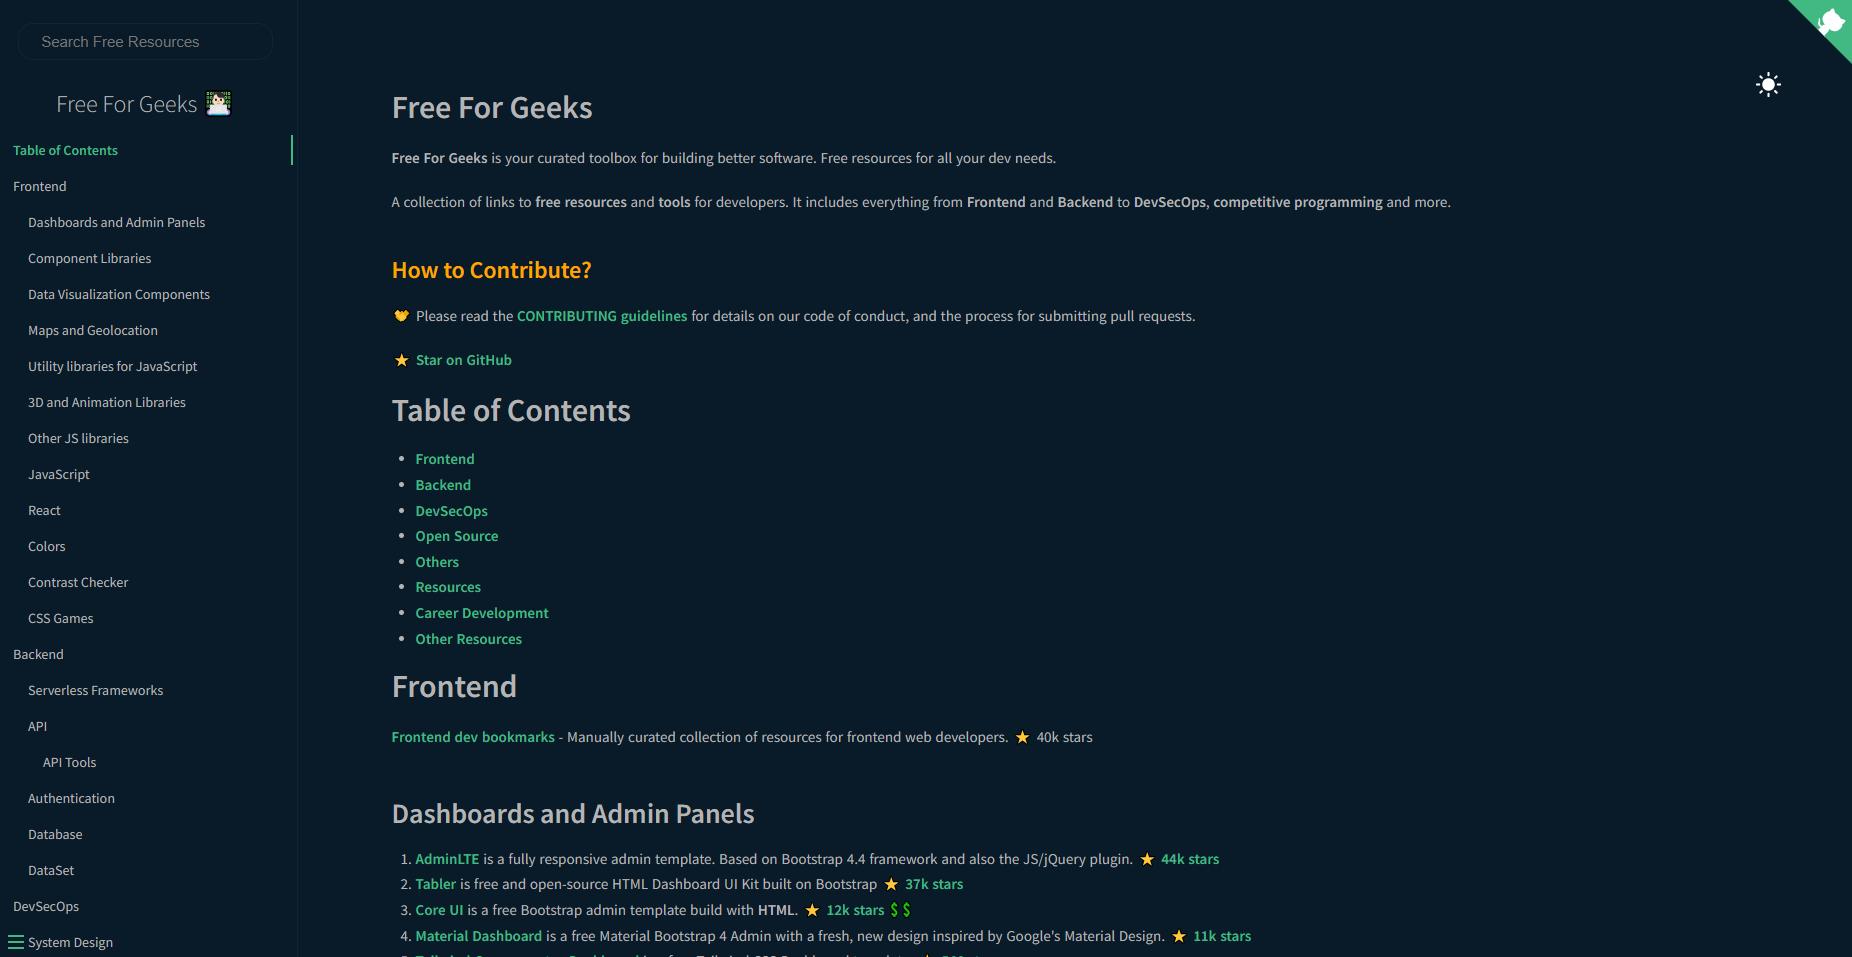 Search Free Resources
Free For Geeks
Table of Contents
Frontend
Dashboards and Admin Panels
Component Libraries
Data Visualization Components
Maps and Geolocation
Utility libraries for JavaScript
3D and Animation Libraries
Other JS libraries
JavaScript
React
Colors
Contrast Checker
CSS Games
Backend
Serverless Frameworks
API
API Tools
Authentication
Database
DataSet
DevSecOps
System Design
Free For Geeks
Free For Geeks is your curated toolbox for building better software. Free resources for all your dev needs.
A collection of links to free resources and tools for developers. It includes everything from Frontend and Backend to DevSecOps, competitive programming and more.
How to Contribute?
Please read the CONTRIBUTING guidelines for details on our code of conduct, and the process for submitting pull requests.
⭐ Star on GitHub
Table of Contents
• Frontend
• Backend
• DevSecOps
• Open Source
• Others
• Resources
• Career Development
• Other Resources
Frontend
Frontend dev bookmarks - Manually curated collection of resources for frontend web developers. ⭐ 40k stars
Dashboards and Admin Panels
1. AdminLTE is a fully responsive admin template. Based on Bootstrap 4.4 framework and also the JS/jQuery plugin. ⭐ 44k stars
2. Tabler is free and open-source HTML Dashboard UI Kit built on Bootstrap ⭐ 37k stars
3. Core UI is a free Bootstrap admin template build with HTML. ⭐ 12k stars 💲💲
4. Material Dashboard is a free Material Bootstrap 4 Admin with a fresh, new design inspired by Google's Material Design. ⭐ 11k stars